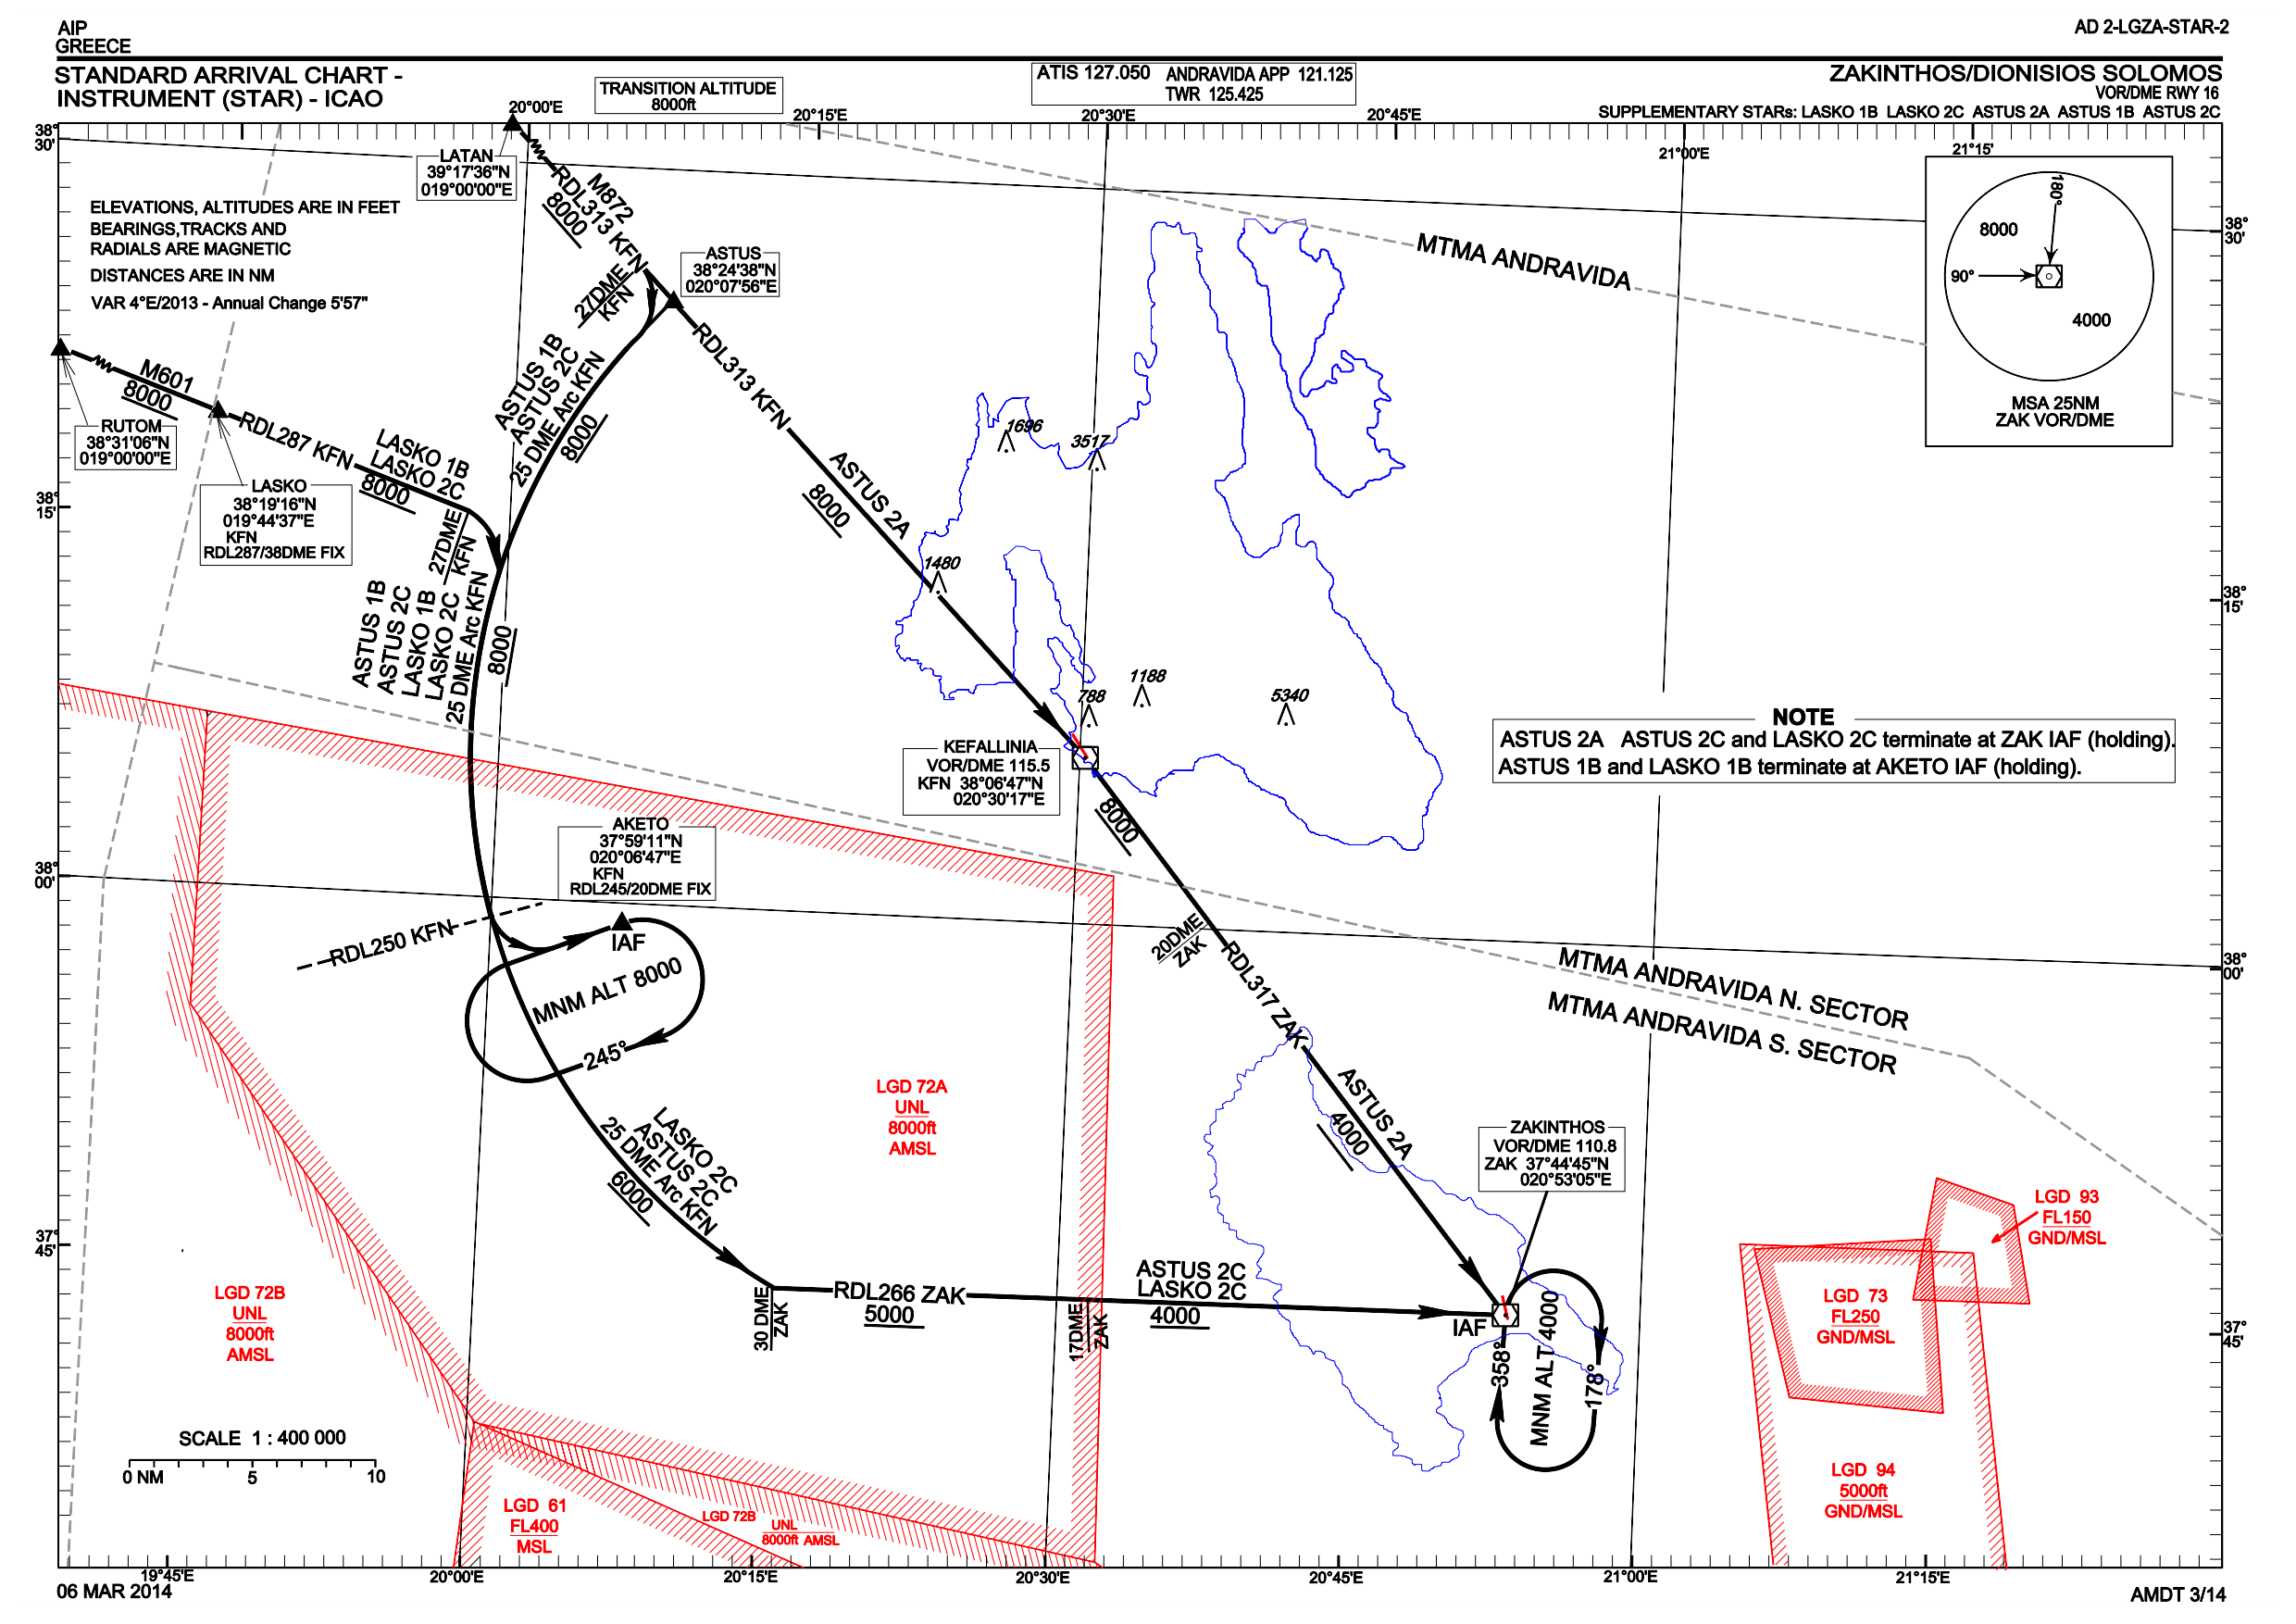 AIP
GREECE
AD 2-LGZA-STAR-2
STANDARD ARRIVAL CHART -
INSTRUMENT (STAR) - ICAO
TRANSITION ALTITUDE
8000ft
ATIS 127.050 ANDRAVIDA APP 121.125
TWR 125.425
ZAKINTHOS/DIONISIOS SOLOMOS
VOR/DME RWY 16
SUPPLEMENTARY STARs: LASKO 1B LASKO 2C ASTUS 2A ASTUS 1B ASTUS 2C
20°00'E
20°15'E
20°30'E
20°45'E
21°00'E
21°15'
38°
30'
38°
30'
38°
15'
38°
15'
38°
00'
38°
00'
37°
45'
37°
45'
ELEVATIONS, ALTITUDES ARE IN FEET
BEARINGS,TRACKS AND
RADIALS ARE MAGNETIC
DISTANCES ARE IN NM
VAR 4°E/2013 - Annual Change 5'57"
LATAN
39°17'36"N
019°00'00"E
M872
RDL313 KFN
8000
ASTUS
38°24'38"N
020°07'56"E
27DME
KFN
MTMA ANDRAVIDA
180°
8000
90°
4000
MSA 25NM
ZAK VOR/DME
M601
8000
RUTOM
38°31'06"N
019°00'00"E
RDL287 KFN
LASKO 1B
LASKO 2C
8000
LASKO
38°19'16"N
019°44'37"E
KFN
RDL287/38DME FIX
27DME
KFN
ASTUS 1B
ASTUS 2C
25 DME Arc KFN
8000
RDL313 KFN
ASTUS 2A
8000
1696
3517
1480
1188
788
5340
ASTUS 1B
ASTUS 2C
LASKO 1B
LASKO 2C
25 DME Arc KFN
8000
KEFALLINIA
VOR/DME 115.5
KFN 38°06'47"N
020°30'17"E
8000
NOTE
ASTUS 2A ASTUS 2C and LASKO 2C terminate at ZAK IAF (holding).
ASTUS 1B and LASKO 1B terminate at AKETO IAF (holding).
AKETO
37°59'11"N
020°06'47"E
KFN
RDL245/20DME FIX
RDL250 KFN
IAF
MNM ALT 8000
245°
20DME
ZAK
RDL317 ZAK
MTMA ANDRAVIDA N. SECTOR
MTMA ANDRAVIDA S. SECTOR
ASTUS 2A
4000
LGD 72A
UNL
8000ft
AMSL
LASKO 2C
ASTUS 2C
25 DME Arc KFN
6000
ZAKINTHOS
VOR/DME 110.8
ZAK 37°44'45"N
020°53'05"E
LGD 93
FL150
GND/MSL
LGD 72B
UNL
8000ft
AMSL
30 DME
ZAK
RDL266 ZAK
5000
17DME
ZAK
ASTUS 2C
LASKO 2C
4000
IAF
358°
MNM ALT 4000
178°
LGD 73
FL250
GND/MSL
LGD 94
5000ft
GND/MSL
SCALE 1 : 400 000
0 NM 5 10
LGD 61
FL400
MSL
LGD 72B
UNL
8000ft AMSL
19°45'E
20°00'E
20°15'E
20°30'E
20°45'E
21°00'E
21°15'E
06 MAR 2014
AMDT 3/14